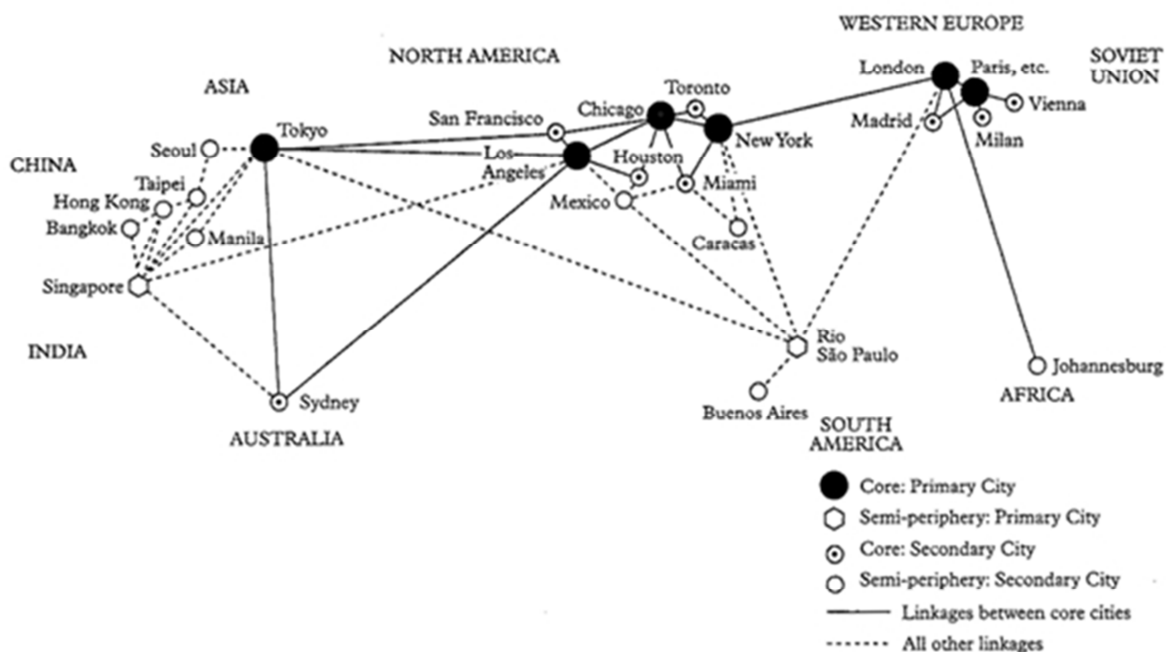 WESTERN EUROPE
NORTH AMERICA
SOVIET
UNION
London
Paris, etc.
ASIA
Toronto
Chicago
San Francisco
Vienna
Tokyo
Madrid
Milan
New York
Seoul
Los
Angeles
Houston
CHINA
Taipei
Miami
Hong Kong
Mexico
Bangkok
Manila
Caracas
Singapore
Rio
São Paulo
INDIA
Johannesburg
AFRICA
Sydney
Buenos Aires
AUSTRALIA
SOUTH
AMERICA
Core: Primary City
Semi-periphery: Primary City
Core: Secondary City
Semi-periphery: Secondary City
Linkages between core cities
All other linkages